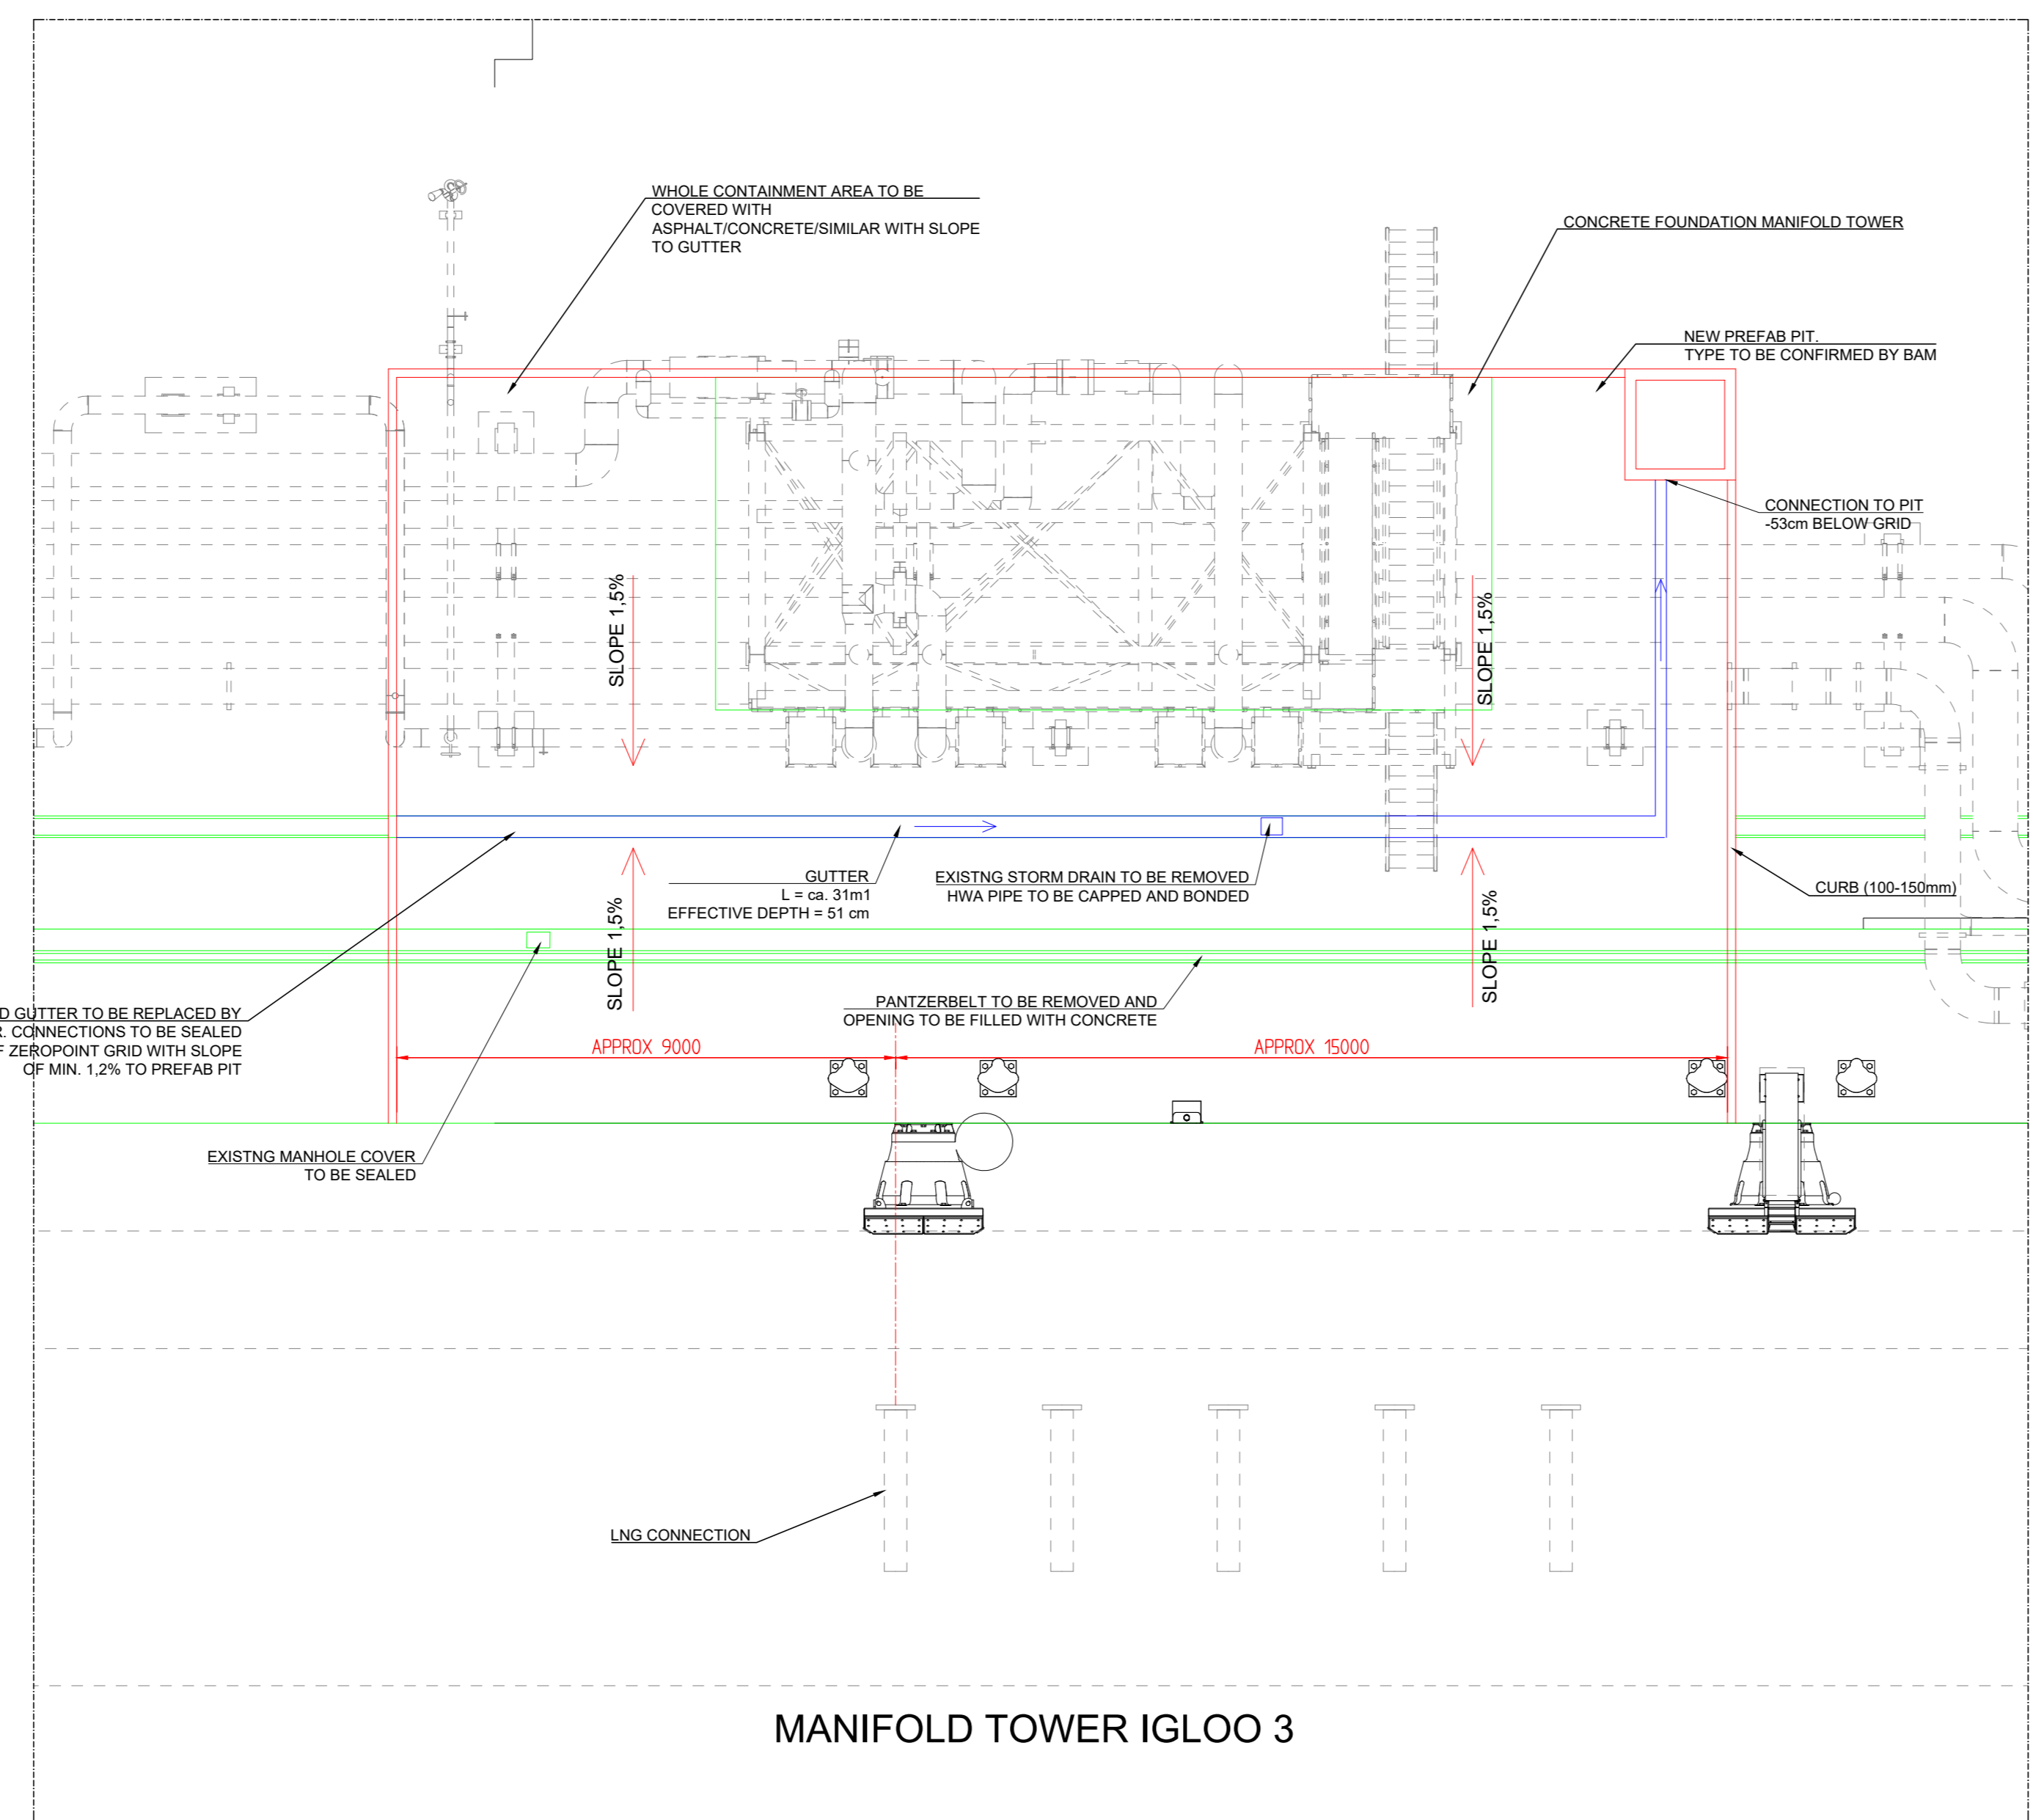 WHOLE CONTAINMENT AREA TO BE
COVERED WITH
ASPHALT/CONCRETE/SIMILAR WITH SLOPE
TO GUTTER
CONCRETE FOUNDATION MANIFOLD TOWER
NEW PREFAB PIT.
TYPE TO BE CONFIRMED BY BAM
CONNECTION TO PIT
-53cm BELOW GRID
SLOPE 1,5%
SLOPE 1,5%
GUTTER
L = ca. 31m1
EFFECTIVE DEPTH = 51 cm
EXISTNG STORM DRAIN TO BE REMOVED
HWA PIPE TO BE CAPPED AND BONDED
CURB (100-150mm)
SLOPE 1,5%
SLOPE 1,5%
PANTZERBELT TO BE REMOVED AND
OPENING TO BE FILLED WITH CONCRETE
GUTTER TO BE REPLACED BY
CONNECTIONS TO BE SEALED
ZEROPOINT GRID WITH SLOPE
OF MIN. 1,2% TO PREFAB PIT
APPROX 9000
APPROX 15000
EXISTNG MANHOLE COVER
TO BE SEALED
LNG CONNECTION
MANIFOLD TOWER IGLOO 3